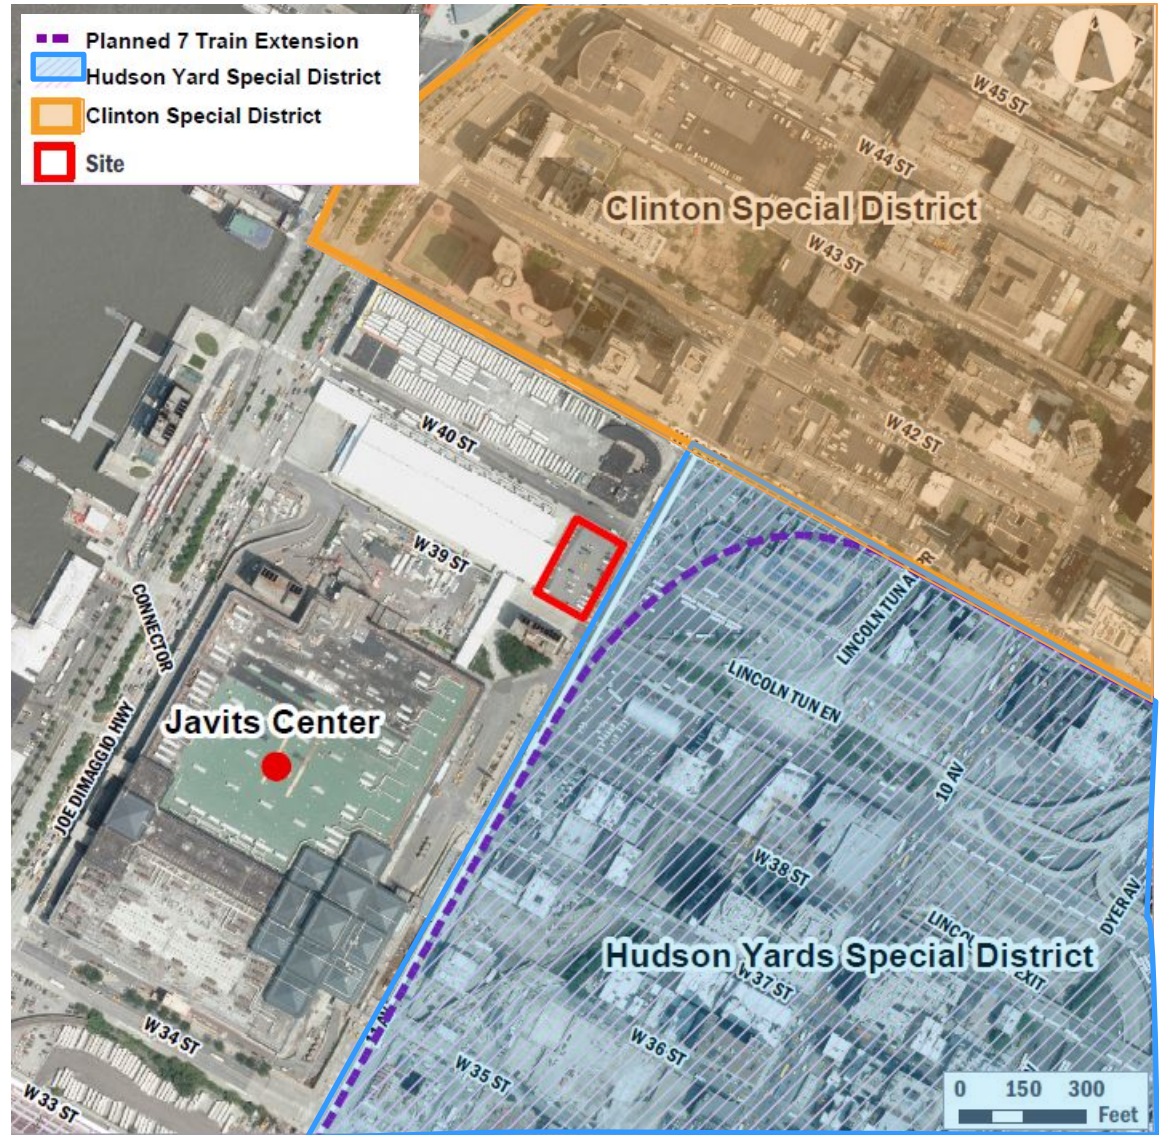 Planned 7 Train Extension
Hudson Yard Special District
Clinton Special District
Site
W 45 ST
W 44 ST
Clinton Special District
W 43 ST
W 42 ST
W 40 ST
W 39 ST
LINCOLN TUN
LINCOLN TUN EN
CONNECTOR
JOE DIMAGGIO HWY
Javits Center
10 AV
W 38 ST
DYER AV
EXIT
Hudson Yards Special District
W 37 ST
W 36 ST
W 35 ST
W 34 ST
W 33 ST
0 150 300
Feet